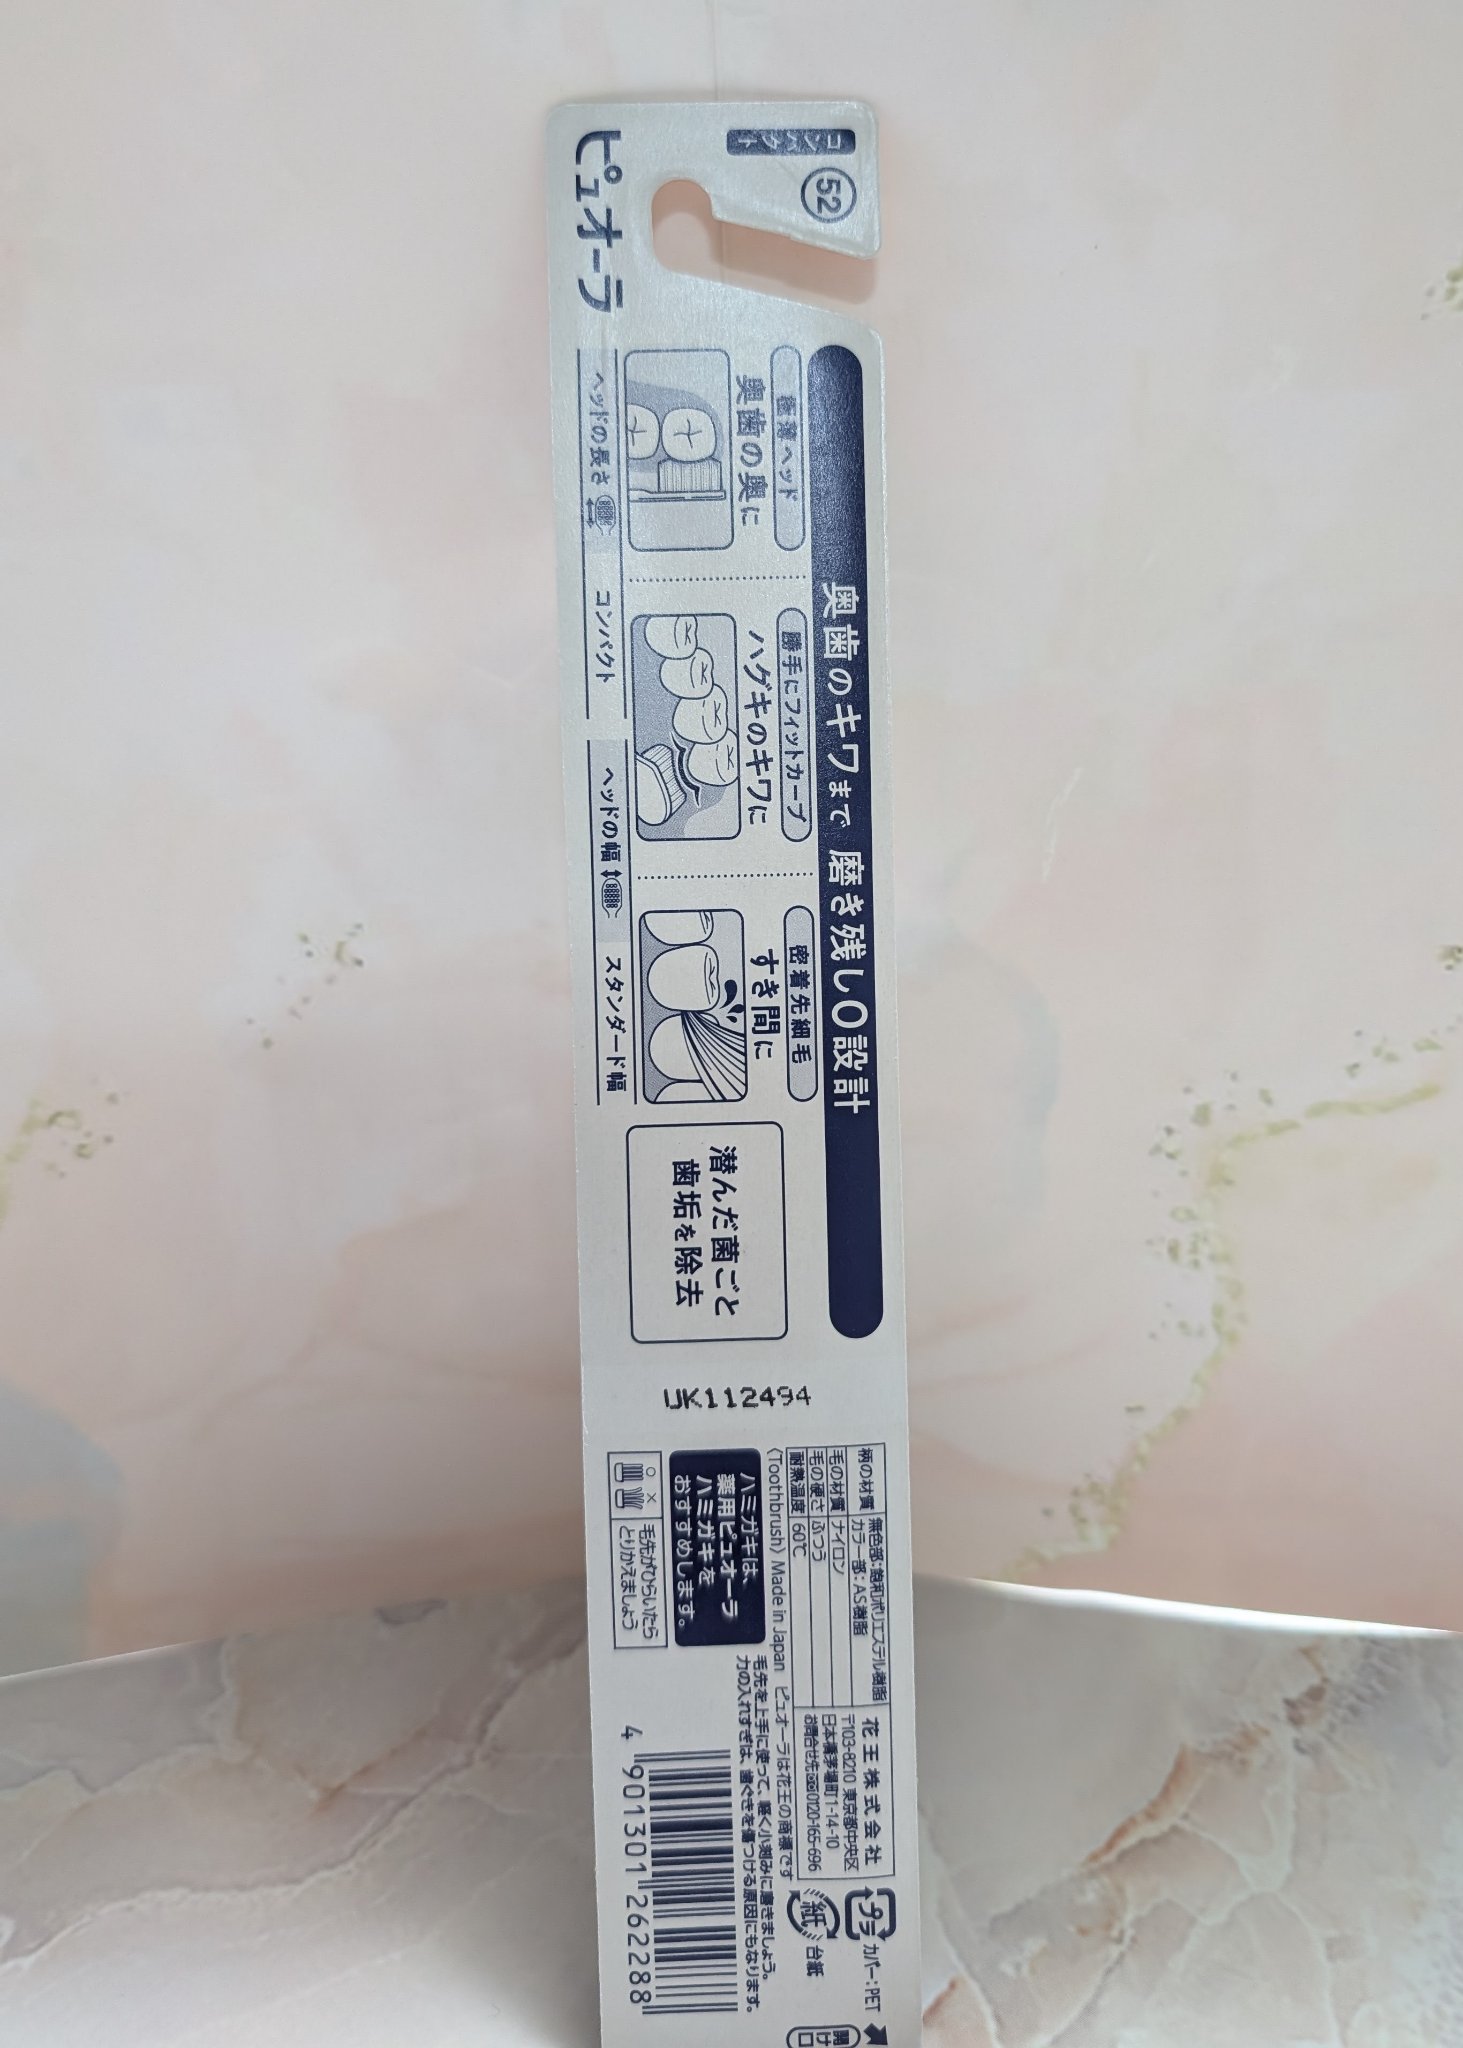 コンパクト
52
ピュオーラ
奥歯のキワまで 磨き残し0設計
極薄ヘッド
奥歯の奥に
勝手にフィットカーブ
ハグキのキワに
密着先細毛
すき間に
ヘッドの長さ コンパクト
ヘッドの幅 スタンダード幅
潜んだ菌ごと
歯垢を除去
UK112494
柄の材質 無色部:飽和ポリエステル樹脂
カラー部:AS樹脂
毛の材質 ナイロン
毛の硬さ ふつう
耐熱温度 60℃
花王株式会社
〒103-8210 東京都中央区
日本橋茅場町1-14-10
お問合せ先 0120-165-696
〈Toothbrush〉 Made in Japan ピュオーラは花王の商標です
ハミガキは、
薬用ピュオーラ
ハミガキを
おすすめします。
○ ×
毛先がひらいたら
とりかえましょう
毛先を上手に使って、軽く小刻みに磨きましょう。
力の入れすぎは、歯ぐきを傷つける原因にもなります。
プラ カバー:PET
紙 台紙
開け口
4 901301 262288